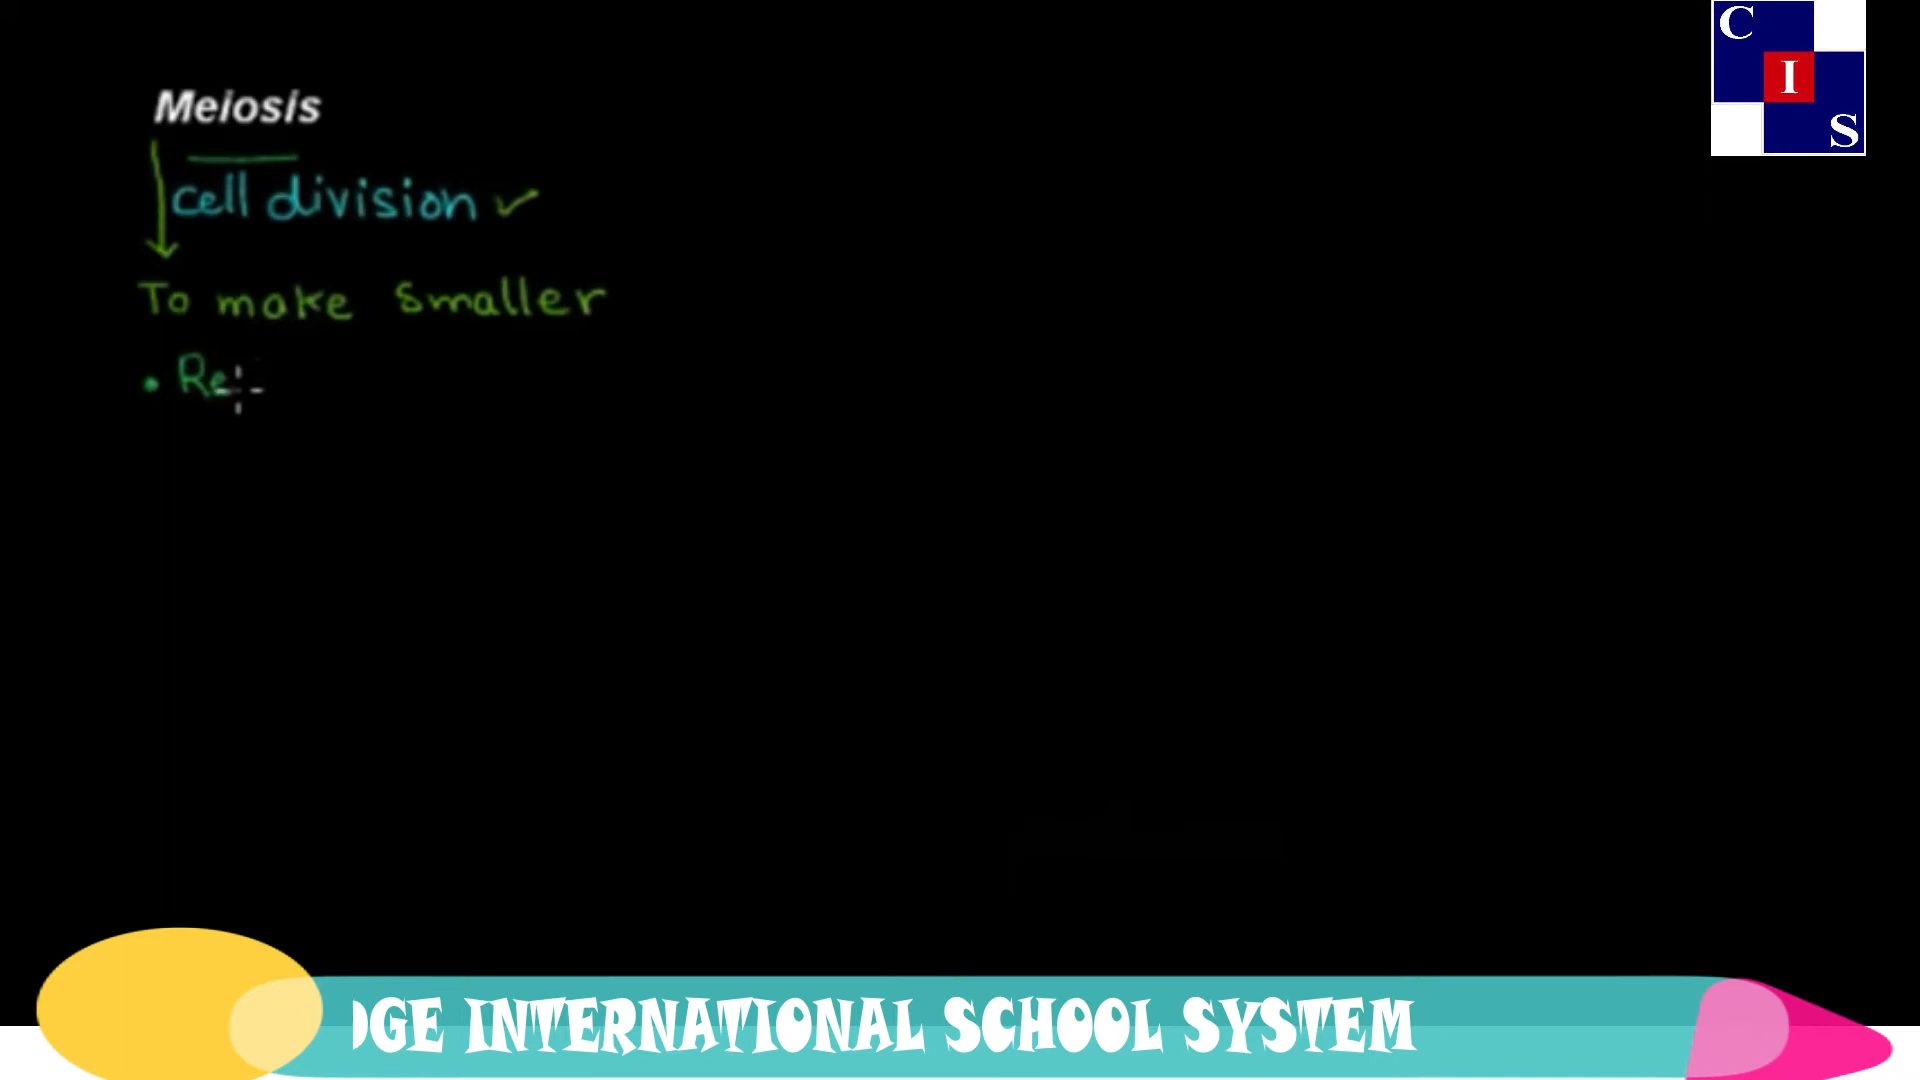 Meiosis
cell division
To make smaller
• Re
C
I
S
DGE INTERNATIONAL SCHOOL SYSTEM